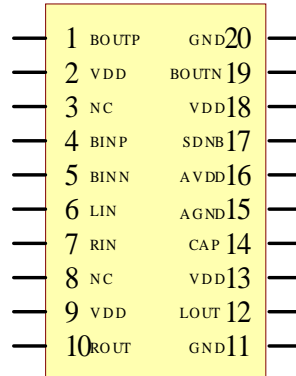 1 BOUTP GND 20
2 VDD BOUTN 19
3 NC VDD 18
4 BINP SDNB 17
5 BINN AVDD 16
6 LIN AGND 15
7 RIN CAP 14
8 NC VDD 13
9 VDD LOUT 12
10 ROUT GND 11